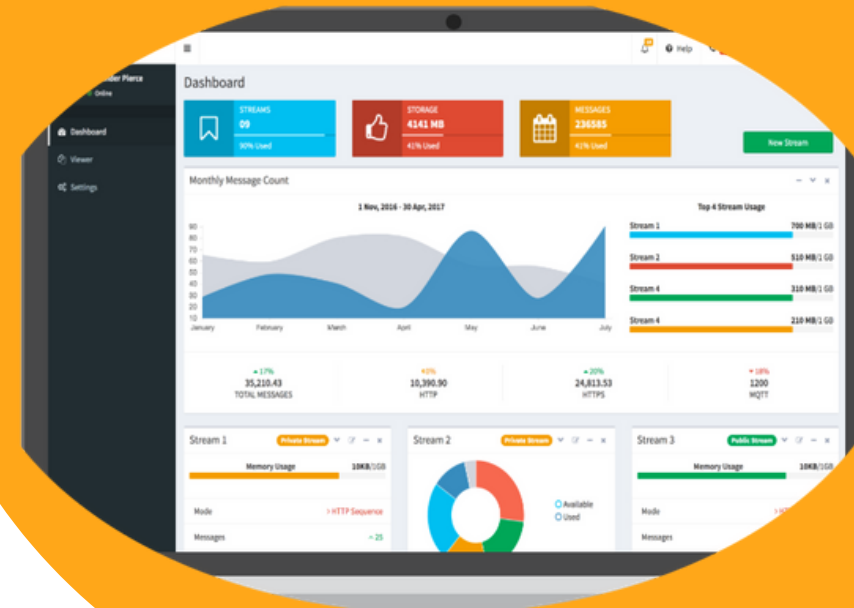 Pierce
Online
Help
Dashboard
Dashboard
Viewer
Settings
STREAMS
09
90% Used
STORAGE
4141 MB
41% Used
MESSAGES
236585
41% Used
New Stream
Monthly Message Count
1 Nov, 2016 - 30 Apr, 2017
90
80
70
60
50
40
30
20
10
January February March April May June July
Top 4 Stream Usage
Stream 1 700 MB/1 GB
Stream 2 510 MB/1 GB
Stream 4 310 MB/1 GB
Stream 4 210 MB/1 GB
17%
35,210.43
TOTAL MESSAGES
10,390.90
HTTP
20%
24,813.53
HTTPS
18%
1200
MQTT
Stream 1 Private Stream
Memory Usage 10KB/1GB
Mode HTTP Sequence
Messages 25
Stream 2 Private Stream
Available
Used
Stream 3 Public Stream
Memory Usage 10KB/1GB
Mode
Messages